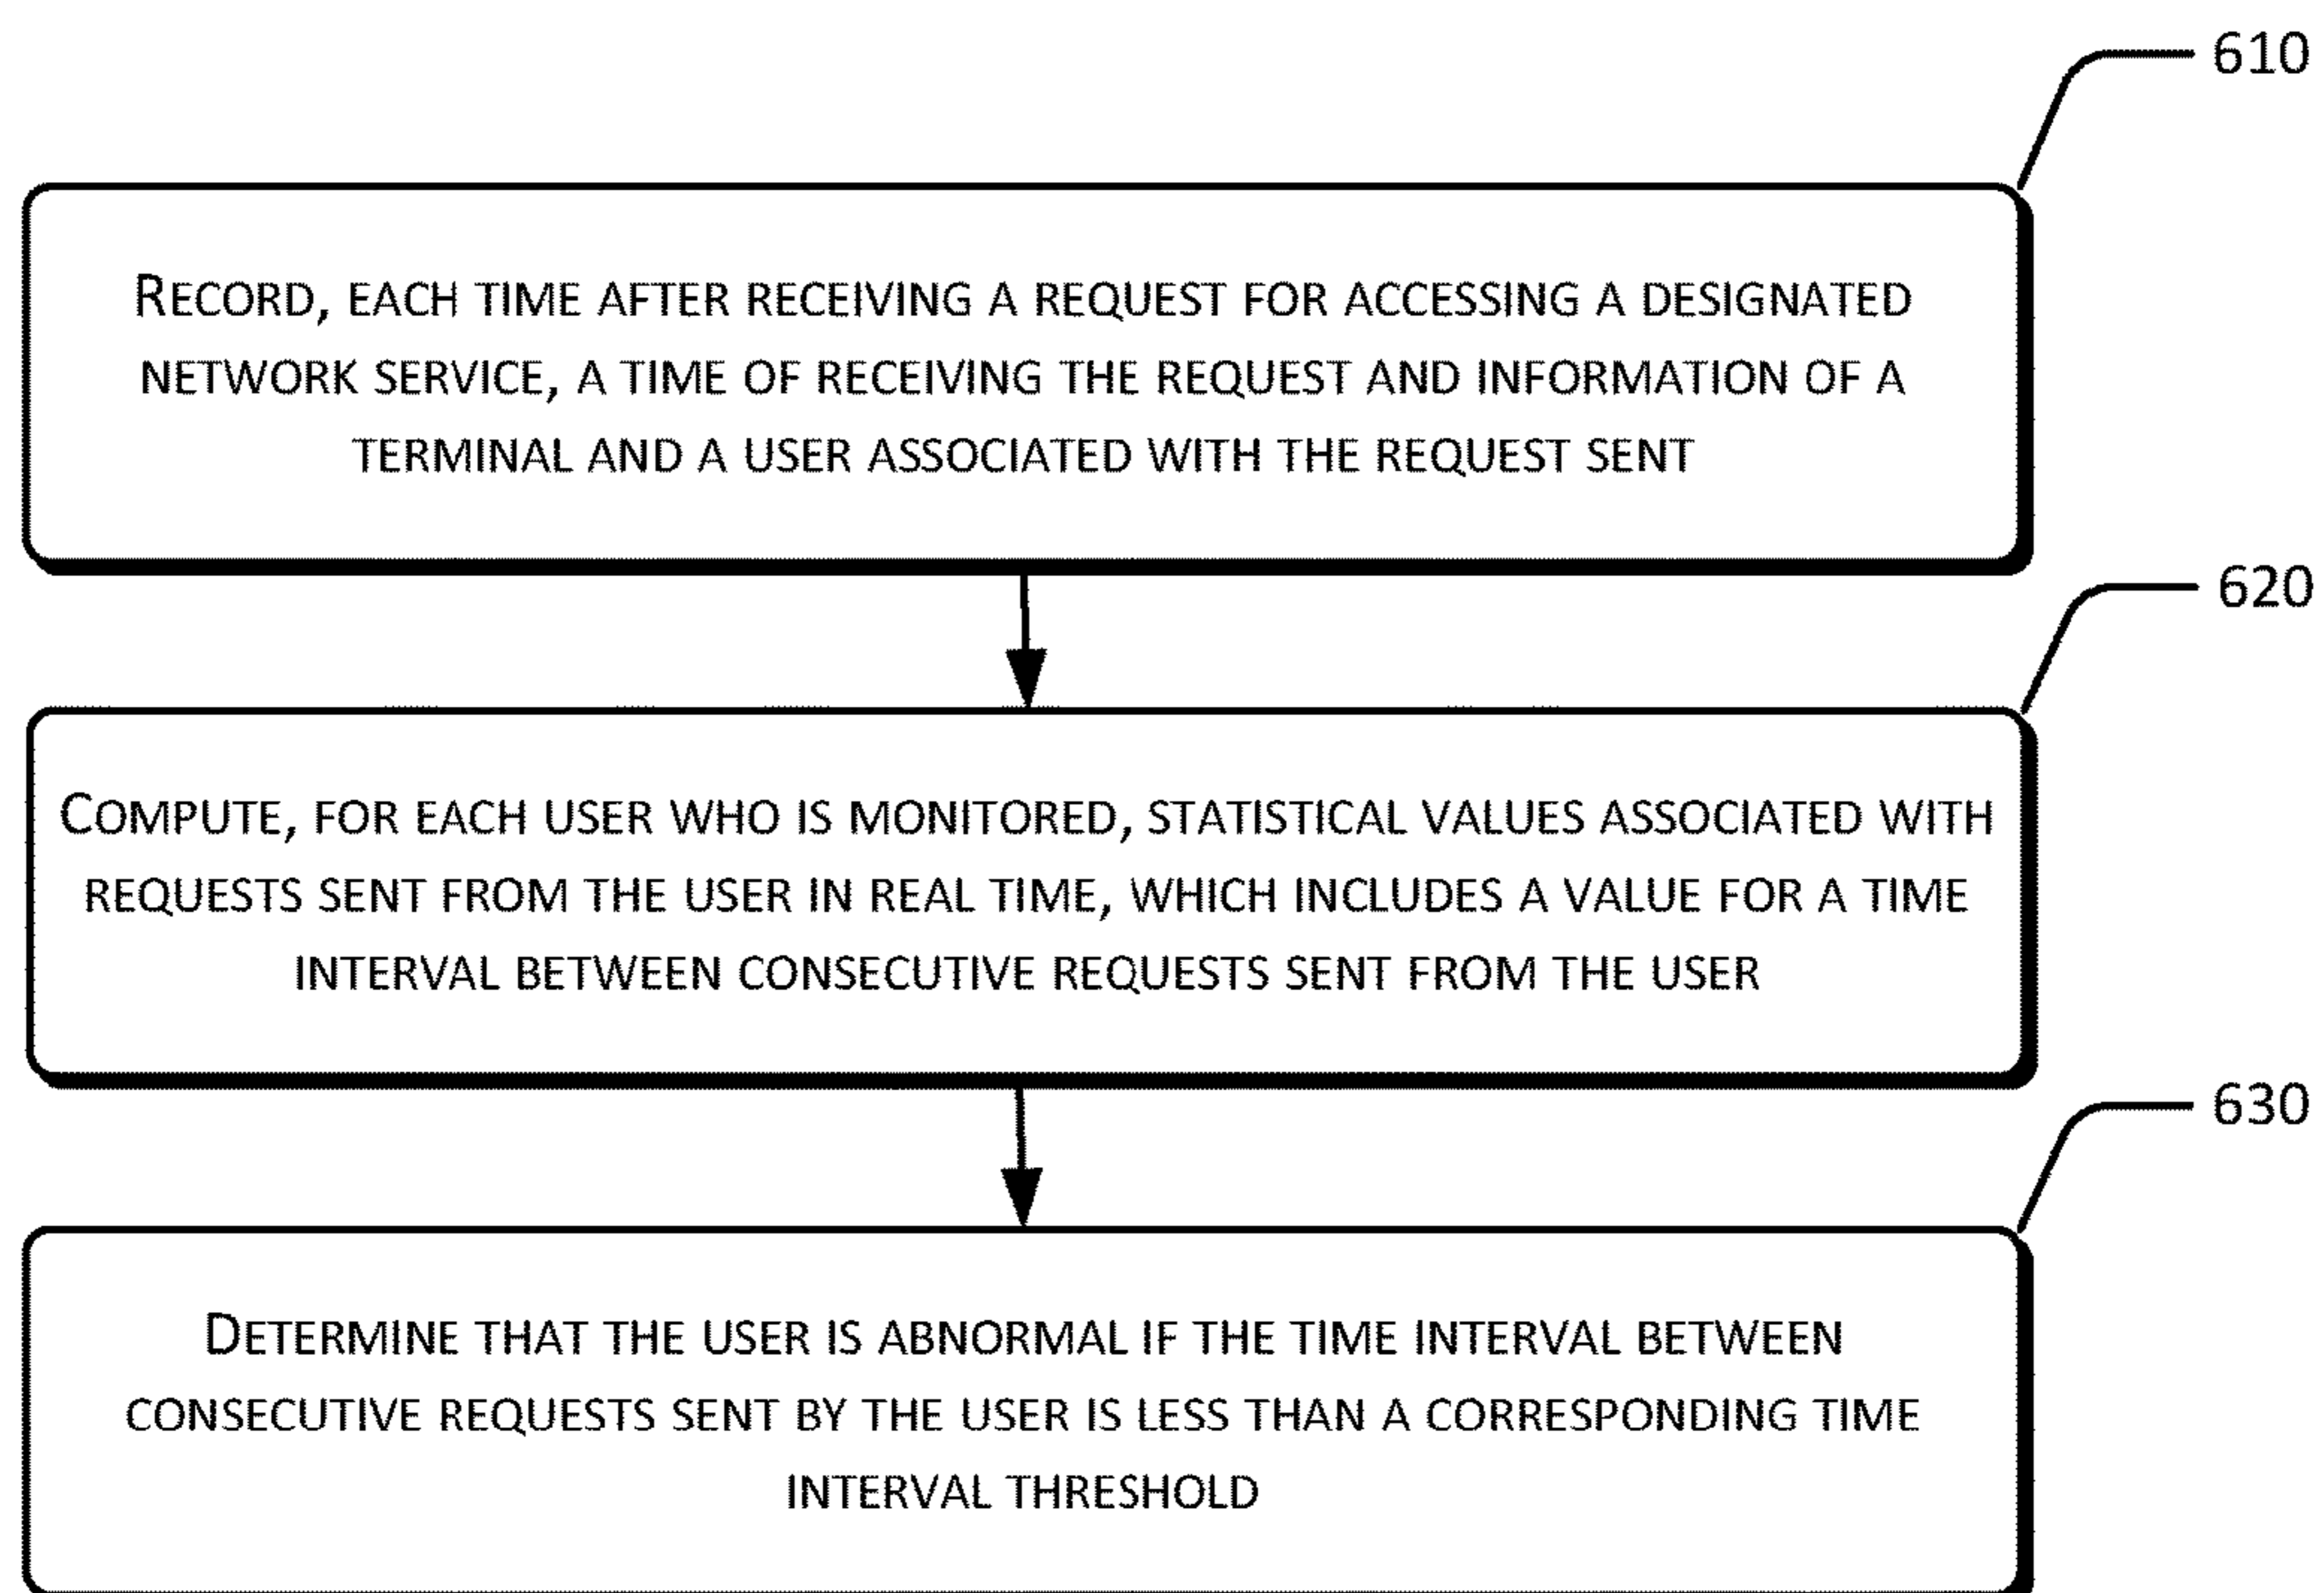 610
RECORD, EACH TIME AFTER RECEIVING A REQUEST FOR ACCESSING A DESIGNATED
NETWORK SERVICE, A TIME OF RECEIVING THE REQUEST AND INFORMATION OF A
TERMINAL AND A USER ASSOCIATED WITH THE REQUEST SENT
620
COMPUTE, FOR EACH USER WHO IS MONITORED, STATISTICAL VALUES ASSOCIATED WITH
REQUESTS SENT FROM THE USER IN REAL TIME, WHICH INCLUDES A VALUE FOR A TIME
INTERVAL BETWEEN CONSECUTIVE REQUESTS SENT FROM THE USER
630
DETERMINE THAT THE USER IS ABNORMAL IF THE TIME INTERVAL BETWEEN
CONSECUTIVE REQUESTS SENT BY THE USER IS LESS THAN A CORRESPONDING TIME
INTERVAL THRESHOLD